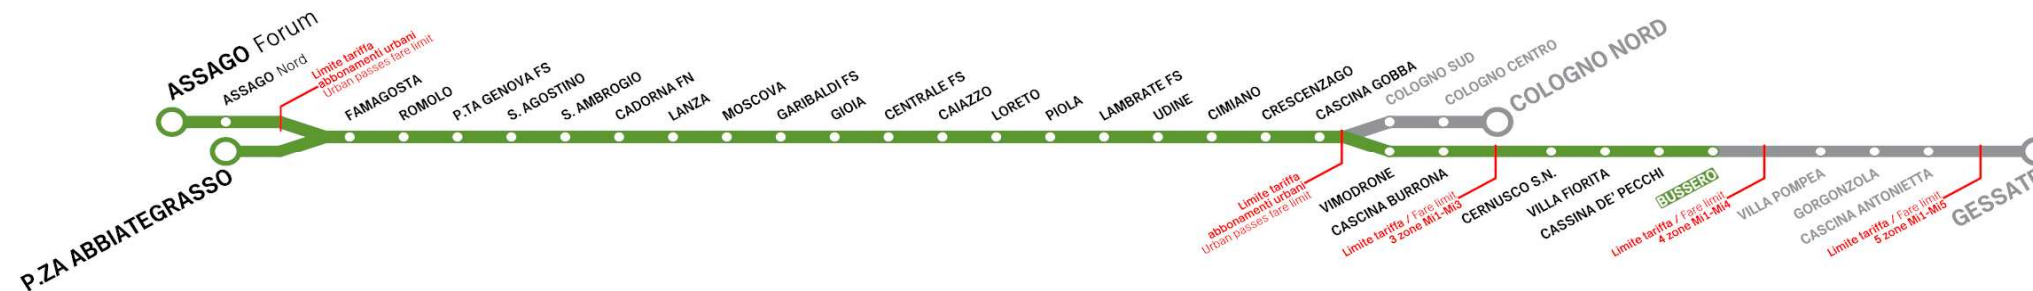 ASSAGO Forum
ASSAGO Nord
Limite tariffa
abbonamenti urbani
Urban passes fare limit
P.ZA ABBIATEGRASSO
FAMAGOSTA
ROMOLO
P.TA GENOVA FS
S. AGOSTINO
S. AMBROGIO
CADORNA FN
LANZA
MOSCOVA
GARIBALDI FS
GIOIA
CENTRALE FS
CAIAZZO
LORETO
PIOLA
LAMBRATE FS
UDINE
CIMIANO
CRESCENZAGO
CASCINA GOBBA
COLOGNO SUD
COLOGNO CENTRO
COLOGNO NORD
Limite tariffa
abbonamenti urbani
Urban passes fare limit
VIMODRONE
CASCINA BURRONA
Limite tariffa / Fare limit
3 zone Mi1-Mi3
CERNUSCO S.N.
VILLA FIORITA
CASSINA DE' PECCHI
BUSSERO
Limite tariffa / Fare limit
4 zone Mi1-Mi4
VILLA POMPEA
GORGONZOLA
CASCINA ANTONIETTA
Limite tariffa / Fare limit
5 zone Mi1-Mi5
GESSATE